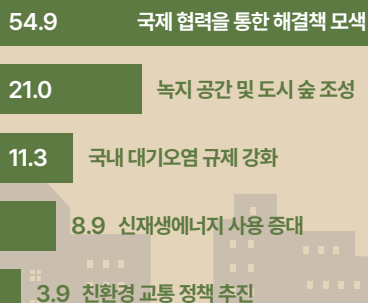 54.9 국제 협력을 통한 해결책 모색
21.0 녹지 공간 및 도시 숲 조성
11.3 국내 대기오염 규제 강화
8.9 신재생에너지 사용 증대
3.9 친환경 교통 정책 추진